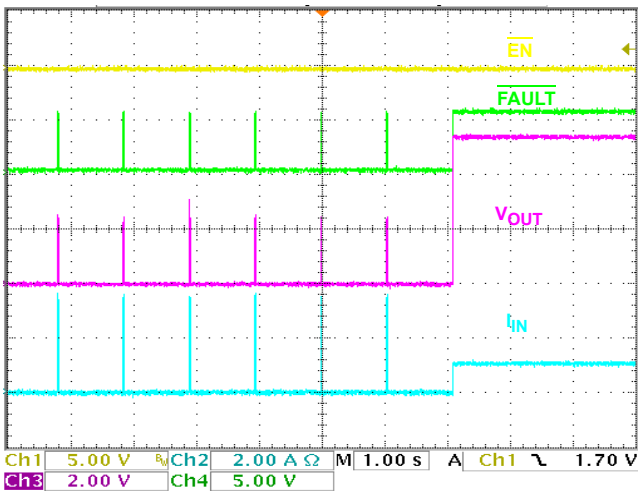 EN
FAULT
VOUT
IIN
Ch1 5.00 V BW Ch2 2.00 A Ω M 1.00 s A Ch1 1.70 V
Ch3 2.00 V Ch4 5.00 V